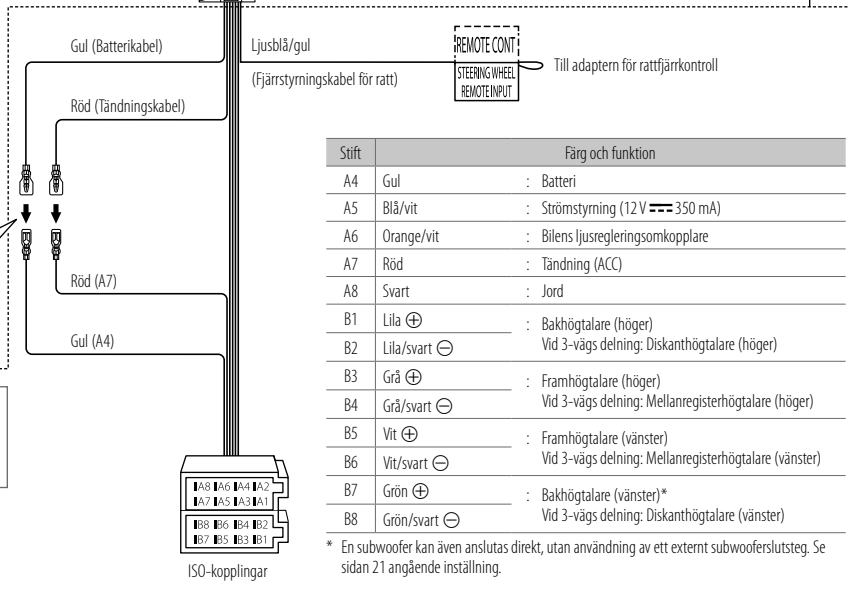 Gul (Batterikabel)
Ljusblå/gul
(Fjärrstyrningskabel för ratt)
REMOTE CONT
STEERING WHEEL
REMOTE INPUT
Till adaptern för rattfjärrkontroll
Röd (Tändningskabel)
Röd (A7)
Gul (A4)
Stift Färg och funktion
A4 Gul : Batteri
A5 Blå/vit : Strömstyrning (12 V ⎓ 350 mA)
A6 Orange/vit : Bilens ljusregleringsomkopplare
A7 Röd : Tändning (ACC)
A8 Svart : Jord
B1 Lila ⊕ : Bakhögtalare (höger)
B2 Lila/svart ⊖ Vid 3-vägs delning: Diskanthögtalare (höger)
B3 Grå ⊕ : Framhögtalare (höger)
B4 Grå/svart ⊖ Vid 3-vägs delning: Mellanregisterhögtalare (höger)
B5 Vit ⊕ : Framhögtalare (vänster)
B6 Vit/svart ⊖ Vid 3-vägs delning: Mellanregisterhögtalare (vänster)
B7 Grön ⊕ : Bakhögtalare (vänster)*
B8 Grön/svart ⊖ Vid 3-vägs delning: Diskanthögtalare (vänster)
* En subwoofer kan även anslutas direkt, utan användning av ett externt subwooferslutsteg. Se
sidan 21 angående inställning.
A8 A6 A4 A2
A7 A5 A3 A1
B8 B6 B4 B2
B7 B5 B3 B1
ISO-kopplingar